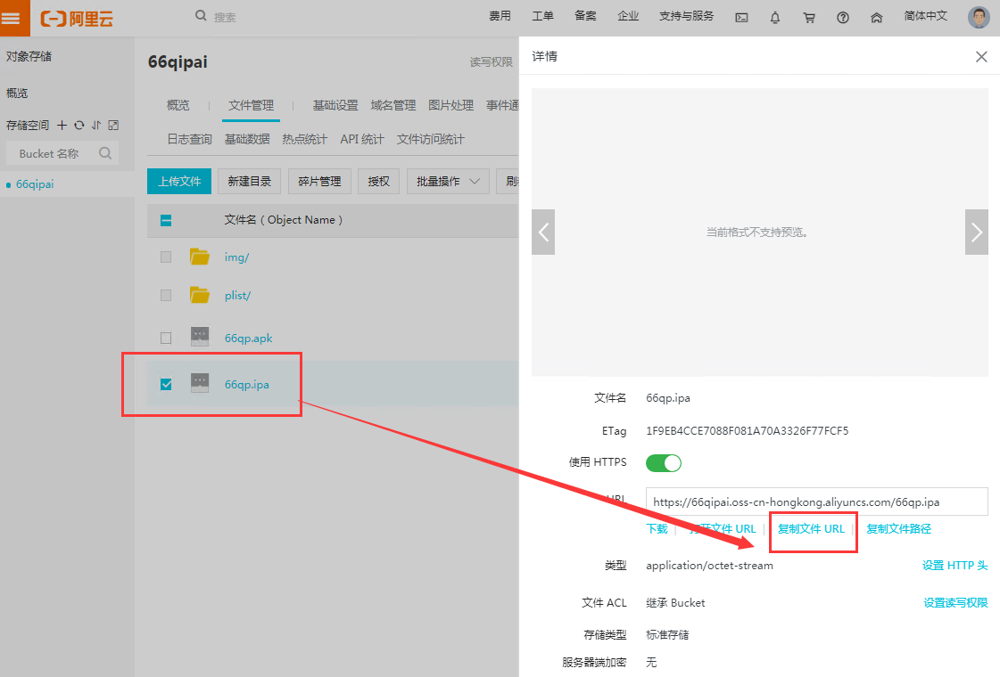 阿里云
搜索
费用 工单 备案 企业 支持与服务 简体中文
对象存储
概览
存储空间
Bucket 名称
66qipai
66qipai
读写权限
概览 文件管理 基础设置 域名管理 图片处理 事件通
日志查询 基础数据 热点统计 API 统计 文件访问统计
上传文件 新建目录 碎片管理 授权 批量操作
文件名 ( Object Name )
img/
plist/
66qp.apk
66qp.ipa
详情
当前格式不支持预览。
文件名 66qp.ipa
ETag 1F9EB4CCE7088F081A70A3326F77FCF5
使用 HTTPS
URL https://66qipai.oss-cn-hongkong.aliyuncs.com/66qp.ipa
下载 打开文件 URL 复制文件 URL 复制文件路径
类型 application/octet-stream 设置 HTTP 头
文件 ACL 继承 Bucket 设置读写权限
存储类型 标准存储
服务器端加密 无